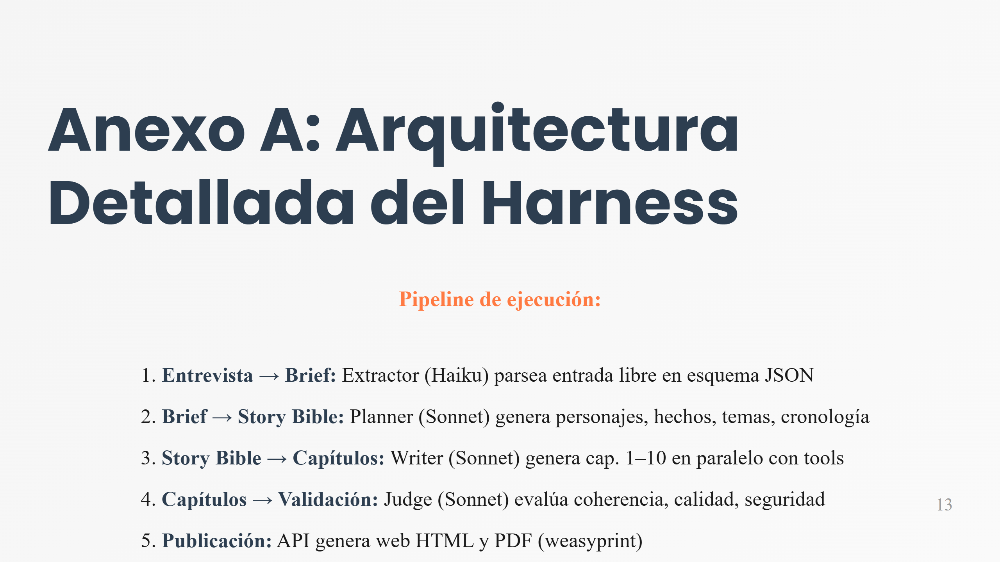 Anexo A: Arquitectura
Detallada del Harness
Pipeline de ejecución:
1. Entrevista → Brief: Extractor (Haiku) parsea entrada libre en esquema JSON
2. Brief → Story Bible: Planner (Sonnet) genera personajes, hechos, temas, cronología
3. Story Bible → Capítulos: Writer (Sonnet) genera cap. 1–10 en paralelo con tools
4. Capítulos → Validación: Judge (Sonnet) evalúa coherencia, calidad, seguridad
13
5. Publicación: API genera web HTML y PDF (weasyprint)